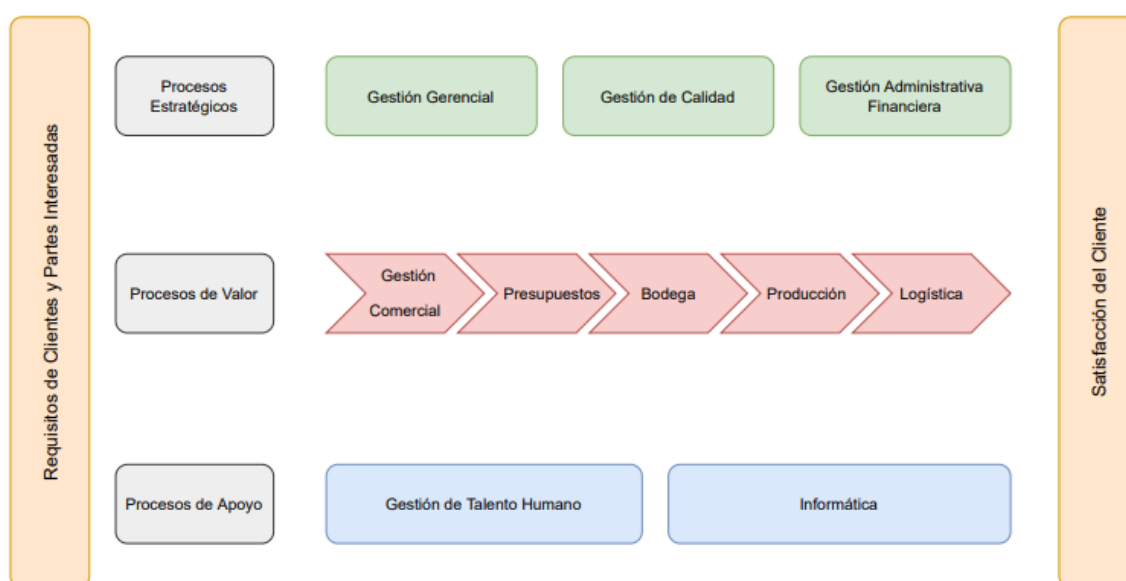 Requisitos de Clientes y Partes Interesadas
Procesos
Estratégicos
Gestión Gerencial
Gestión de Calidad
Gestión Administrativa
Financiera
Procesos de Valor
Gestión
Comercial
Presupuestos
Bodega
Producción
Logística
Procesos de Apoyo
Gestión de Talento Humano
Informática
Satisfacción del Cliente